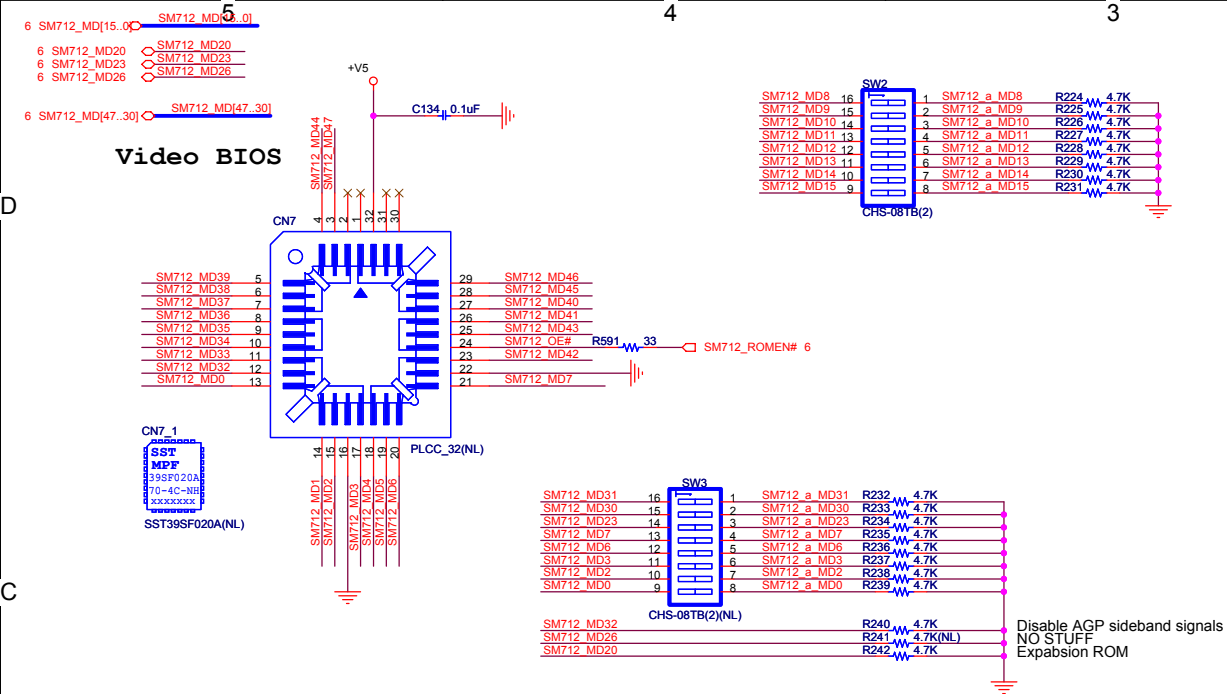 5
4
3
6 SM712_MD[15..0]
SM712_MD[15..0]
6 SM712_MD20
SM712_MD20
6 SM712_MD23
SM712_MD23
6 SM712_MD26
SM712_MD26
6 SM712_MD[47..30]
SM712_MD[47..30]
Video BIOS
+V5
C134 0.1uF
SM712_MD44
SM712_MD47
4 3 2 1 32 31 30
CN7
SM712_MD39 5
SM712_MD38 6
SM712_MD37 7
SM712_MD36 8
SM712_MD35 9
SM712_MD34 10
SM712_MD33 11
SM712_MD32 12
SM712_MD0 13
29 SM712_MD46
28 SM712_MD45
27 SM712_MD40
26 SM712_MD41
25 SM712_MD43
24 SM712_OE# R591 33 SM712_ROMEN# 6
23 SM712_MD42
22
21 SM712_MD7
PLCC_32(NL)
14 15 16 17 18 19 20
SM712_MD1
SM712_MD2
SM712_MD3
SM712_MD4
SM712_MD5
SM712_MD6
CN7_1
SST
MPF
39SF020A
70-4C-NH
xxxxxxx
SST39SF020A(NL)
D
C
SW2
SM712_MD8 16 1 SM712_a_MD8 R224 4.7K
SM712_MD9 15 2 SM712_a_MD9 R225 4.7K
SM712_MD10 14 3 SM712_a_MD10 R226 4.7K
SM712_MD11 13 4 SM712_a_MD11 R227 4.7K
SM712_MD12 12 5 SM712_a_MD12 R228 4.7K
SM712_MD13 11 6 SM712_a_MD13 R229 4.7K
SM712_MD14 10 7 SM712_a_MD14 R230 4.7K
SM712_MD15 9 8 SM712_a_MD15 R231 4.7K
CHS-08TB(2)
SW3
SM712_MD31 16 1 SM712_a_MD31 R232 4.7K
SM712_MD30 15 2 SM712_a_MD30 R233 4.7K
SM712_MD23 14 3 SM712_a_MD23 R234 4.7K
SM712_MD7 13 4 SM712_a_MD7 R235 4.7K
SM712_MD6 12 5 SM712_a_MD6 R236 4.7K
SM712_MD3 11 6 SM712_a_MD3 R237 4.7K
SM712_MD2 10 7 SM712_a_MD2 R238 4.7K
SM712_MD0 9 8 SM712_a_MD0 R239 4.7K
CHS-08TB(2)(NL)
SM712_MD32 R240 4.7K Disable AGP sideband signals
SM712_MD26 R241 4.7K(NL) NO STUFF
SM712_MD20 R242 4.7K Expabsion ROM